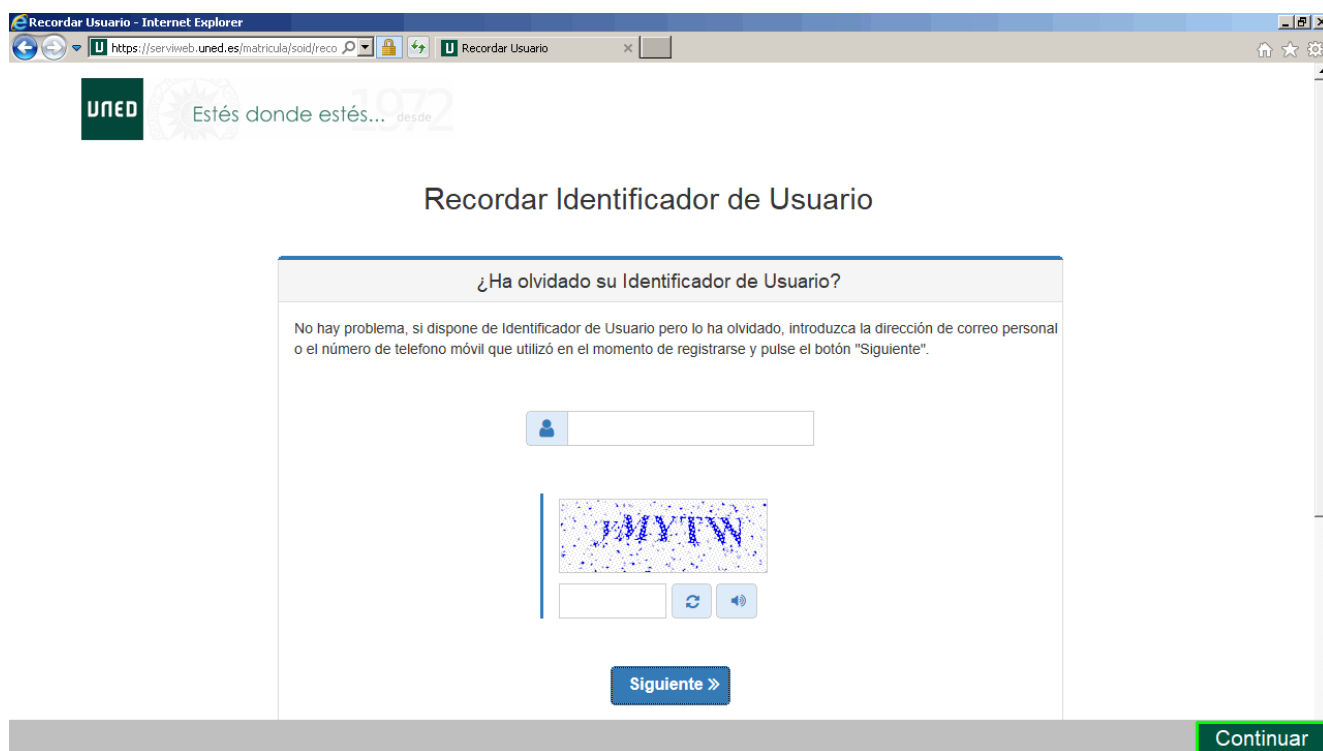 Recordar Usuario - Internet Explorer
https://serviweb.uned.es/matricula/soid/reco
Recordar Usuario
UNED
Estés donde estés... desde 1972
Recordar Identificador de Usuario
¿Ha olvidado su Identificador de Usuario?
No hay problema, si dispone de Identificador de Usuario pero lo ha olvidado, introduzca la dirección de correo personal
o el número de telefono móvil que utilizó en el momento de registrarse y pulse el botón "Siguiente".
Siguiente »
Continuar